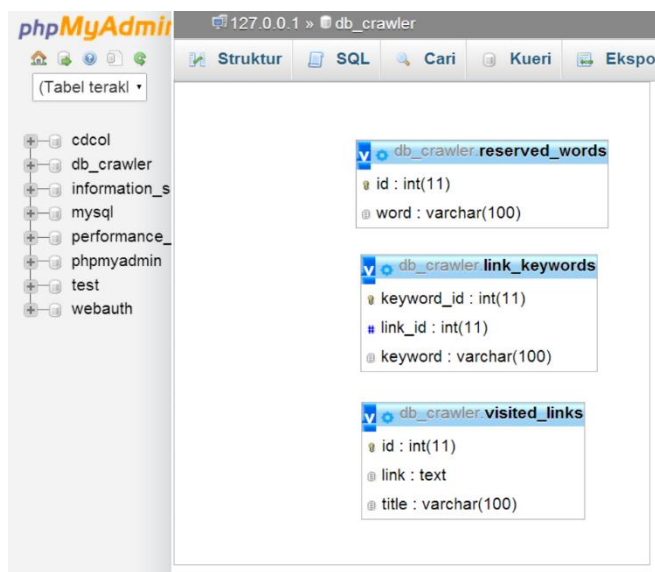 phpMyAdmin
127.0.0.1 » db_crawler
Struktur SQL Cari Kueri Ekspo
(Tabel terakl
cdcol
db_crawler
information_s
mysql
performance_
phpmyadmin
test
webauth
v db_crawler.reserved_words
id : int(11)
word : varchar(100)
v db_crawler.link_keywords
keyword_id : int(11)
# link_id : int(11)
keyword : varchar(100)
v db_crawler.visited_links
id : int(11)
link : text
title : varchar(100)